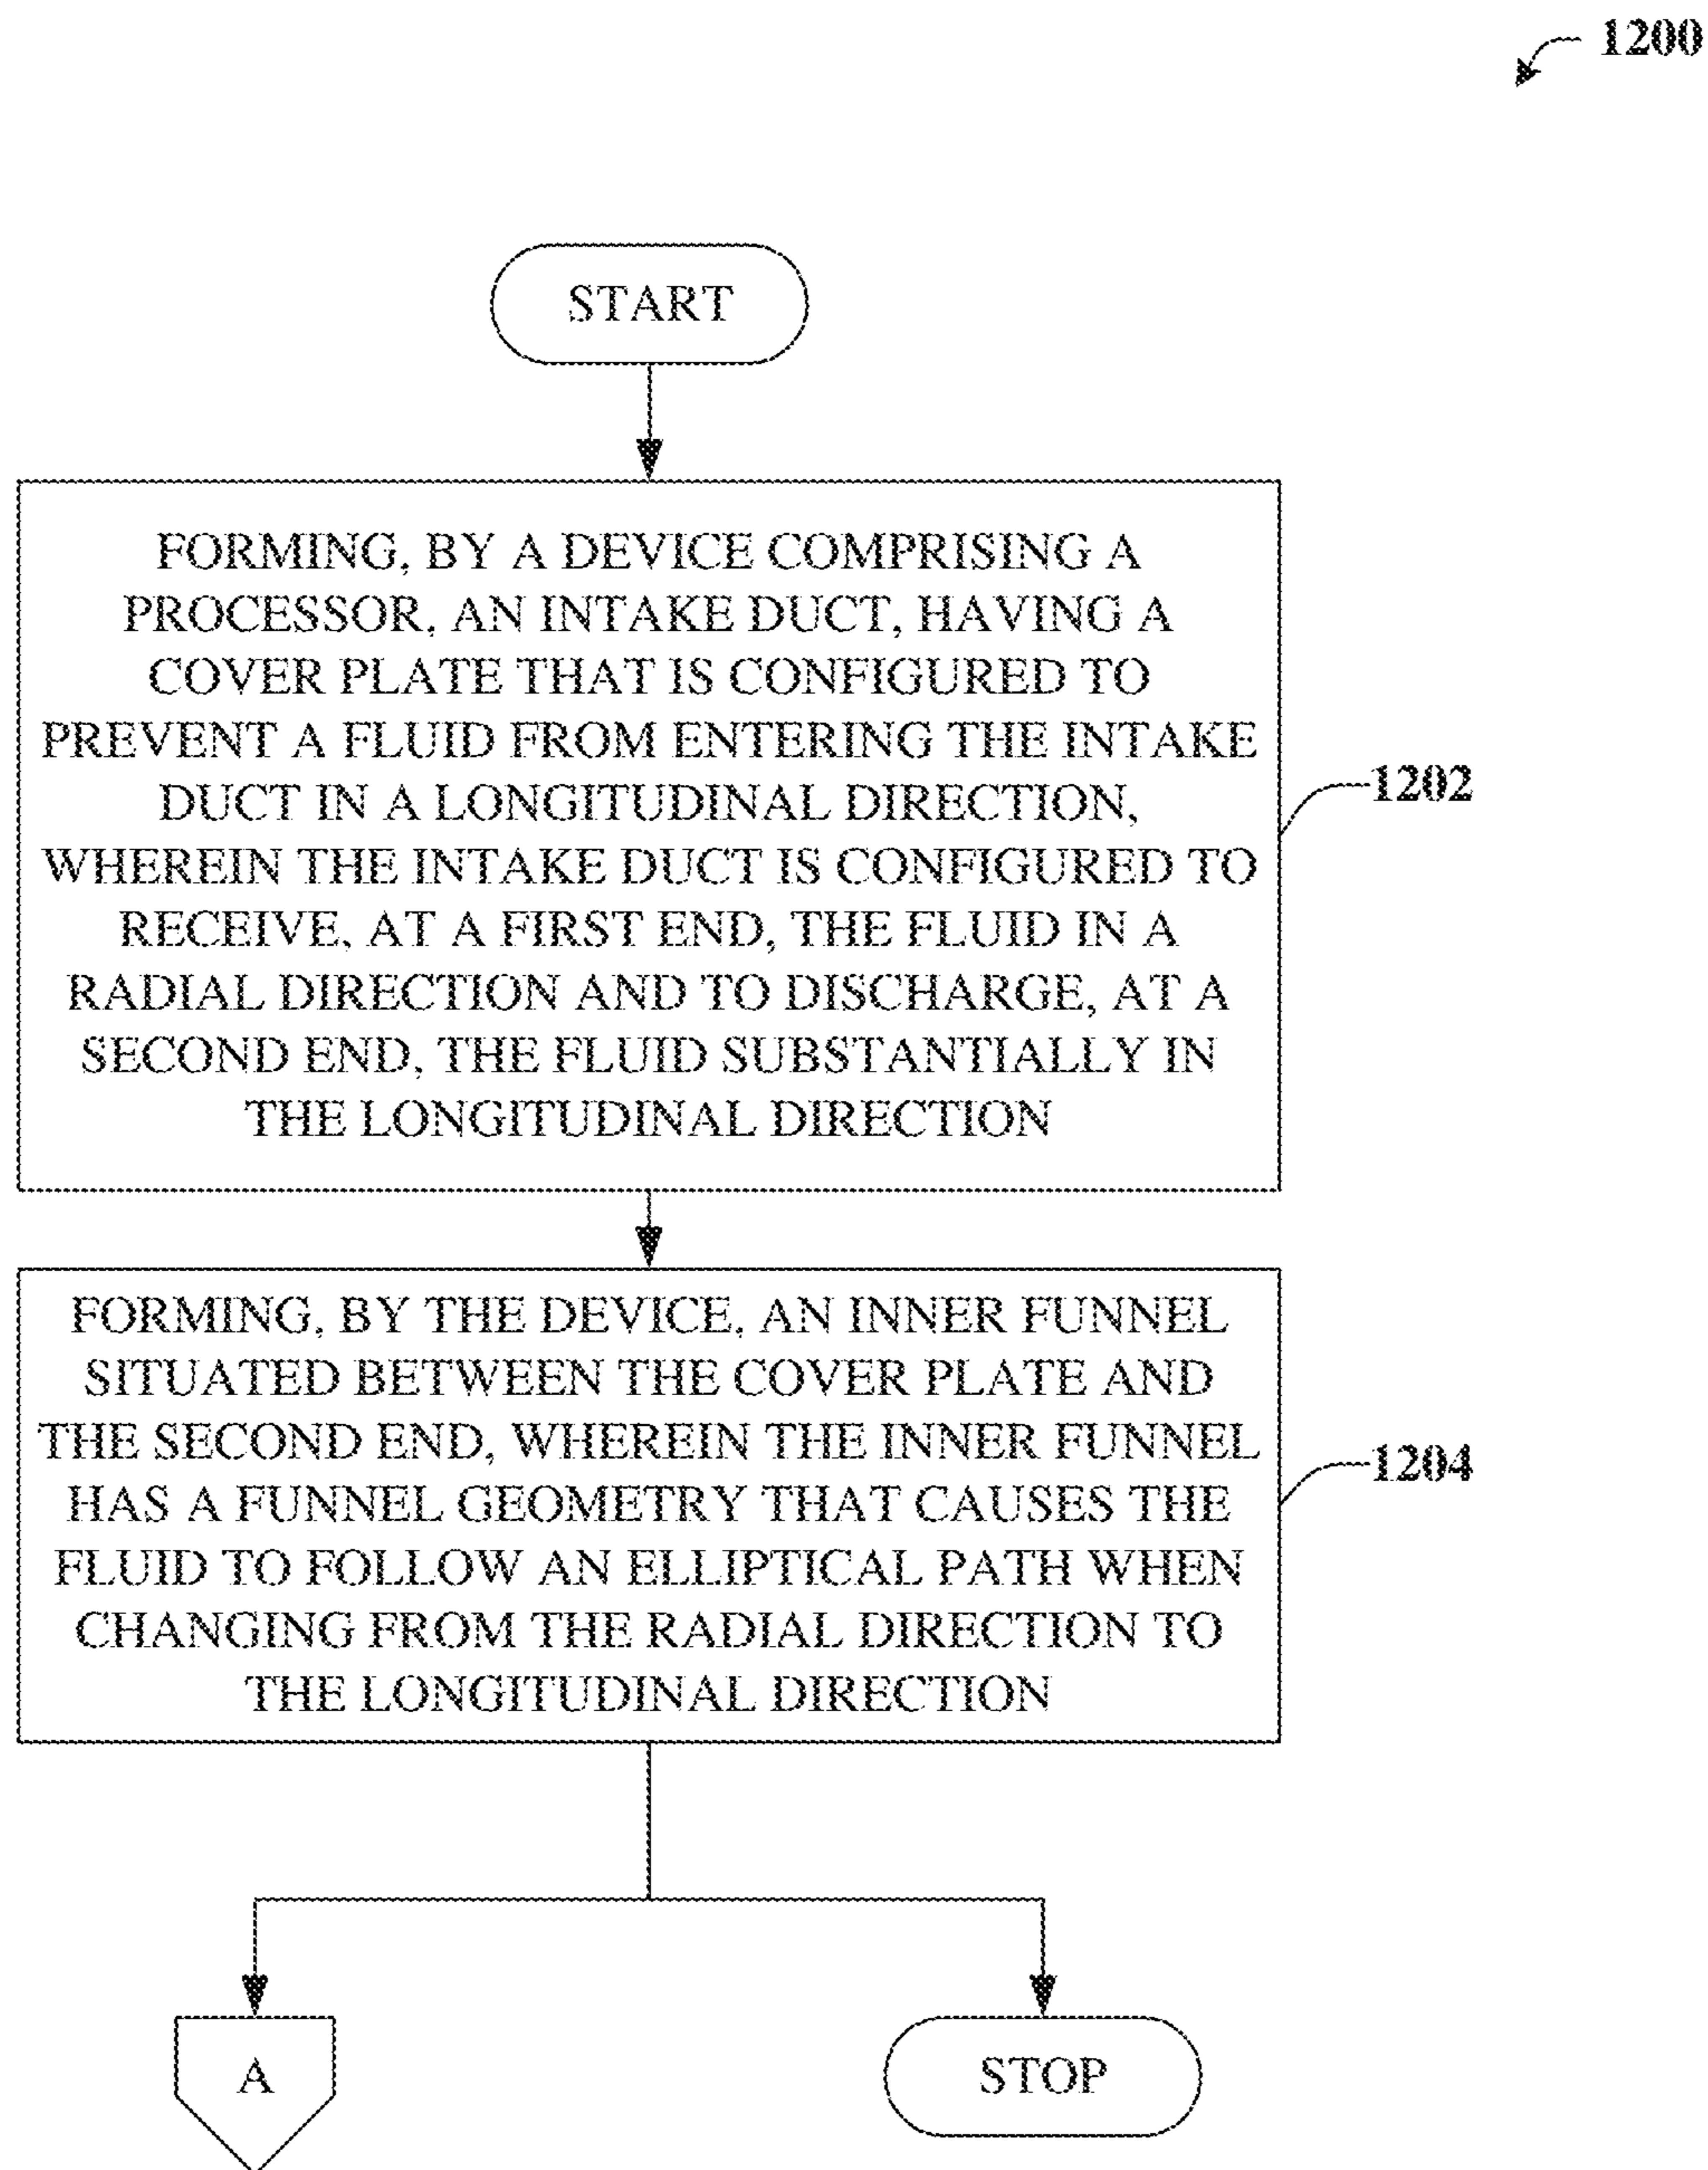 1200
START
FORMING, BY A DEVICE COMPRISING A
PROCESSOR, AN INTAKE DUCT, HAVING A
COVER PLATE THAT IS CONFIGURED TO
PREVENT A FLUID FROM ENTERING THE INTAKE
DUCT IN A LONGITUDINAL DIRECTION,
WHEREIN THE INTAKE DUCT IS CONFIGURED TO
RECEIVE, AT A FIRST END, THE FLUID IN A
RADIAL DIRECTION AND TO DISCHARGE, AT A
SECOND END, THE FLUID SUBSTANTIALLY IN
THE LONGITUDINAL DIRECTION
1202
FORMING, BY THE DEVICE, AN INNER FUNNEL
SITUATED BETWEEN THE COVER PLATE AND
THE SECOND END, WHEREIN THE INNER FUNNEL
HAS A FUNNEL GEOMETRY THAT CAUSES THE
FLUID TO FOLLOW AN ELLIPTICAL PATH WHEN
CHANGING FROM THE RADIAL DIRECTION TO
THE LONGITUDINAL DIRECTION
1204
A
STOP